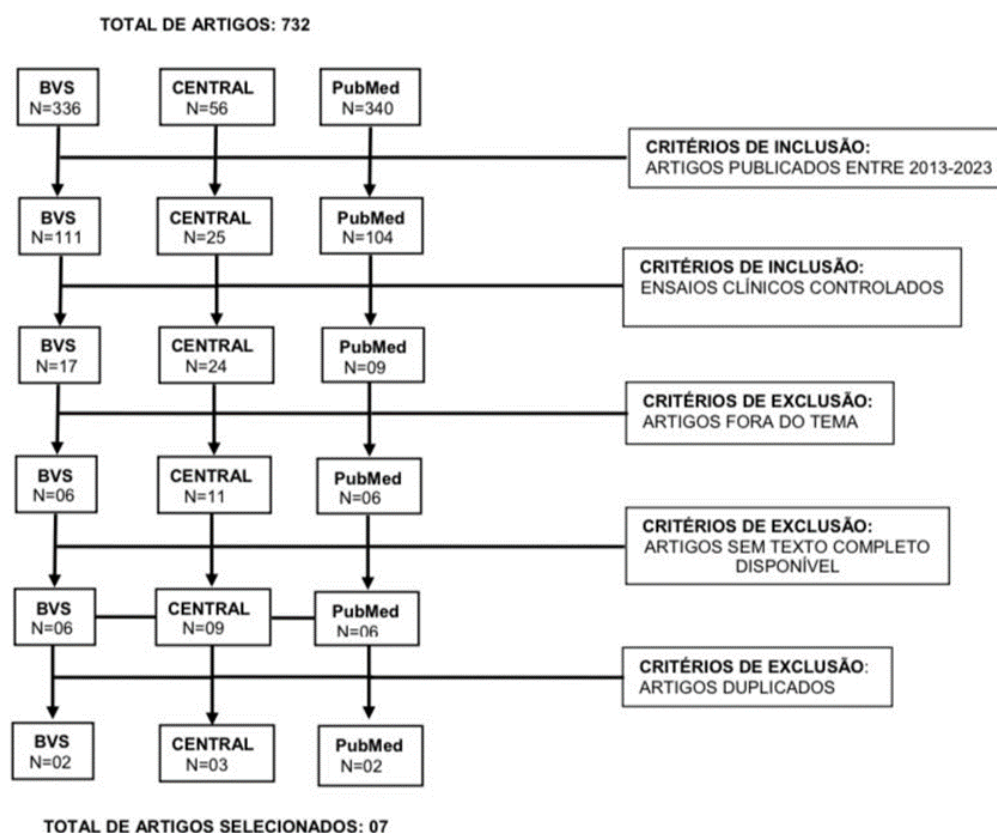 TOTAL DE ARTIGOS: 732
BVS
N=336
CENTRAL
N=56
PubMed
N=340
CRITÉRIOS DE INCLUSÃO:
ARTIGOS PUBLICADOS ENTRE 2013-2023
BVS
N=111
CENTRAL
N=25
PubMed
N=104
CRITÉRIOS DE INCLUSÃO:
ENSAIOS CLÍNICOS CONTROLADOS
BVS
N=17
CENTRAL
N=24
PubMed
N=09
CRITÉRIOS DE EXCLUSÃO:
ARTIGOS FORA DO TEMA
BVS
N=06
CENTRAL
N=11
PubMed
N=06
CRITÉRIOS DE EXCLUSÃO:
ARTIGOS SEM TEXTO COMPLETO
DISPONÍVEL
BVS
N=06
CENTRAL
N=09
PubMed
N=06
CRITÉRIOS DE EXCLUSÃO:
ARTIGOS DUPLICADOS
BVS
N=02
CENTRAL
N=03
PubMed
N=02
TOTAL DE ARTIGOS SELECIONADOS: 07